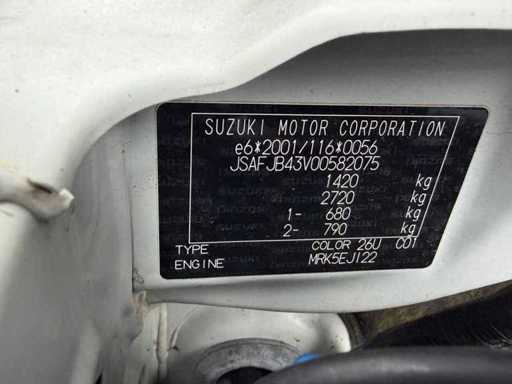 SUZUKI MOTOR CORPORATION
e6*2001/116*0056
JSAFJB43V00582075
1420 kg
2720 kg
1- 680 kg
2- 790 kg
TYPE COLOR 26U COT
ENGINE MRK5EJ122